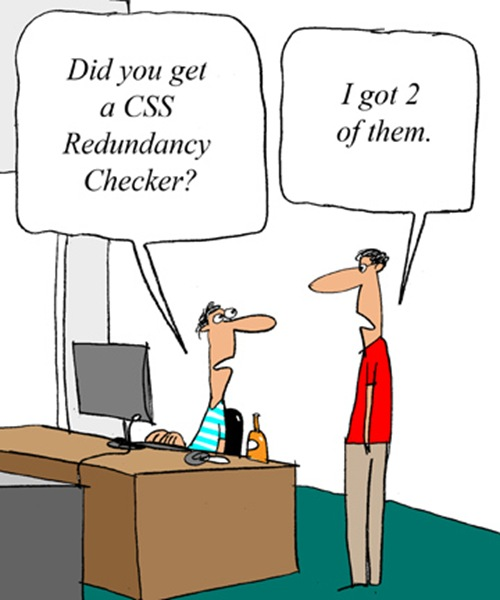 Did you get
a CSS
Redundancy
Checker?
I got 2
of them.